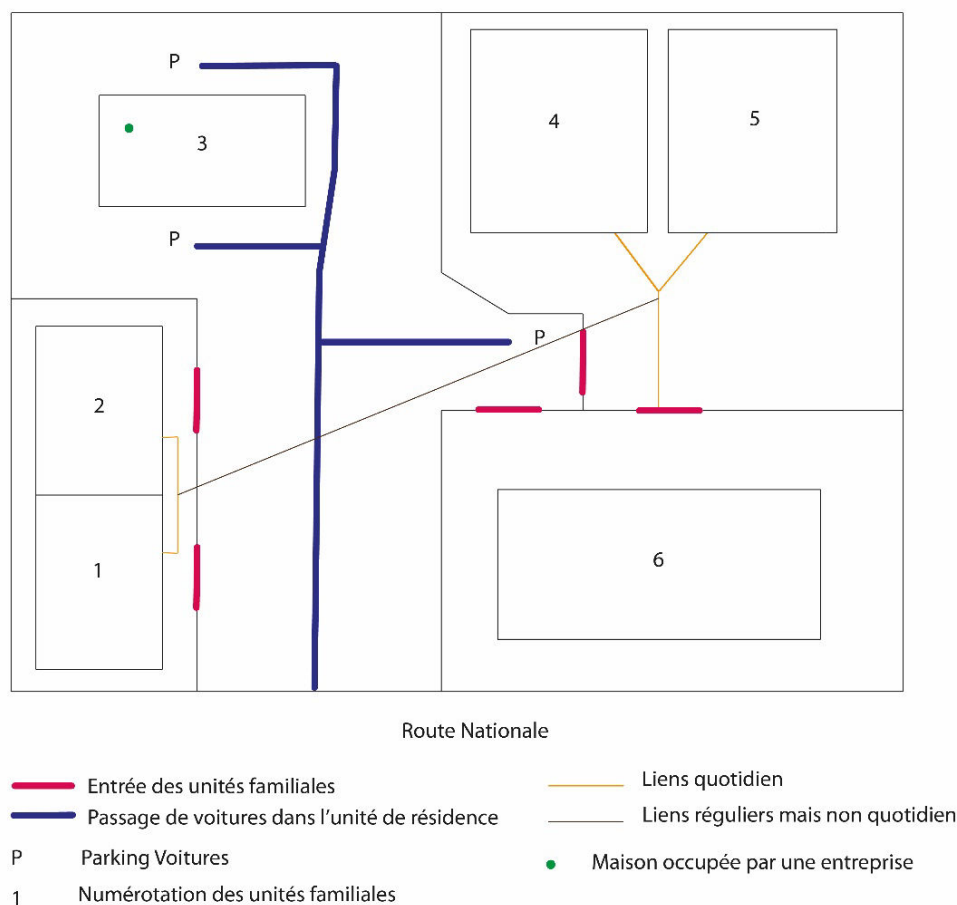 P
4
5
3
P
P
2
1
6
Route Nationale
Entrée des unités familiales
Passage de voitures dans l'unité de résidence
P Parking Voitures
1 Numérotation des unités familiales
Liens quotidien
Liens réguliers mais non quotidien
Maison occupée par une entreprise